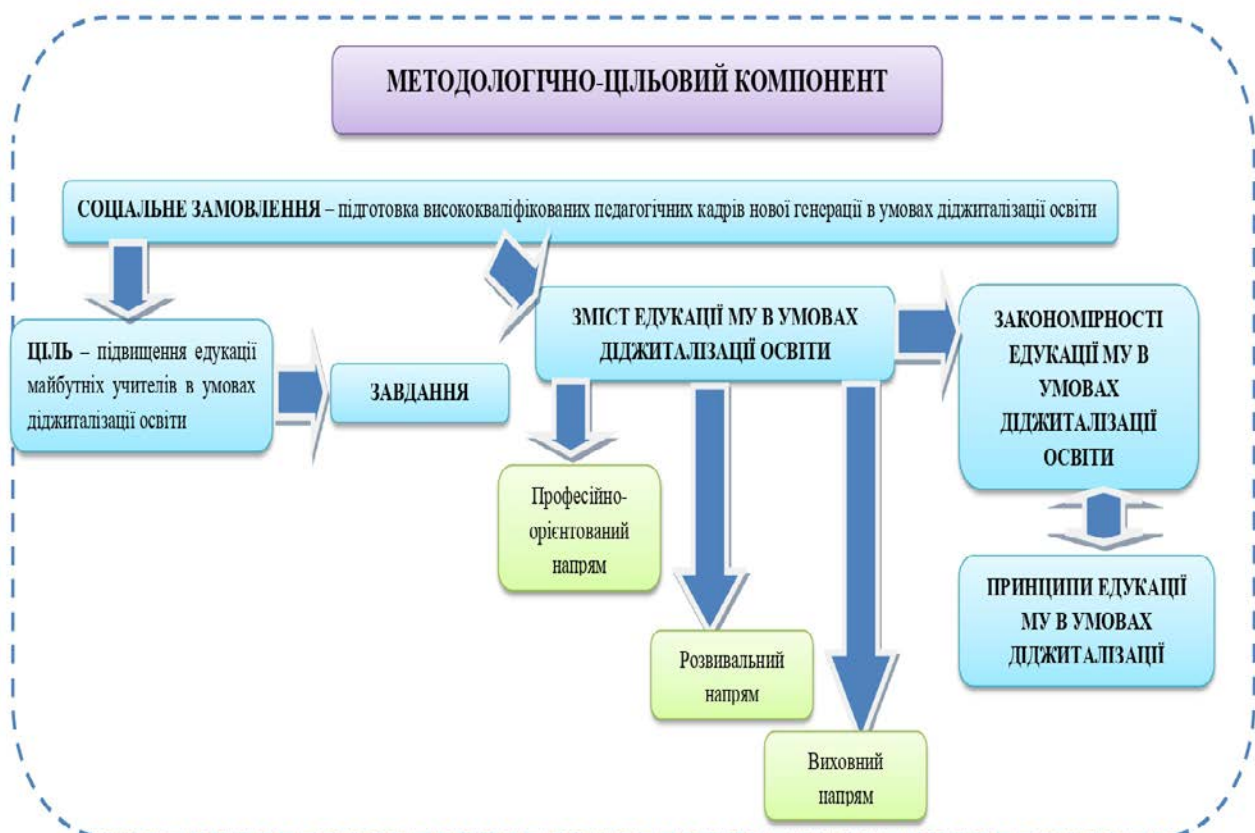 МЕТОДОЛОГІЧНО-ЦІЛЬОВИЙ КОМПОНЕНТ
СОЦІАЛЬНЕ ЗАМОВЛЕННЯ – підготовка висококваліфікованих педагогічних кадрів нової генерації в умовах діджиталізації освіти
ЦІЛЬ – підвищення едукації
майбутніх учителів в умовах
діджиталізації освіти
ЗАВДАННЯ
ЗМІСТ ЕДУКАЦІЇ МУ В УМОВАХ
ДІДЖИТАЛІЗАЦІЇ ОСВІТИ
ЗАКОНОМІРНОСТІ
ЕДУКАЦІЇ МУ В
УМОВАХ
ДІДЖИТАЛІЗАЦІЇ
ОСВІТИ
Професійно-
орієнтований
напрям
Розвивальний
напрям
Виховний
напрям
ПРИНЦИПИ ЕДУКАЦІЇ
МУ В УМОВАХ
ДІДЖИТАЛІЗАЦІЇ